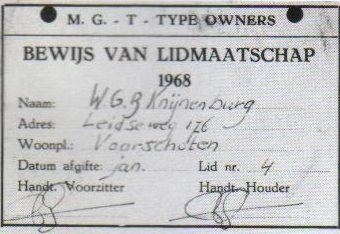 M. G. - T - TYPE OWNERS
BEWIJS VAN LIDMAATSCHAP
1968
Naam: W.G.B Knijnenburg
Adres: Leidseweg 176
Woonpl.: Voorschoten
Datum afgifte: jan. Lid nr. 4
Handt. Voorzitter Handt. Houder